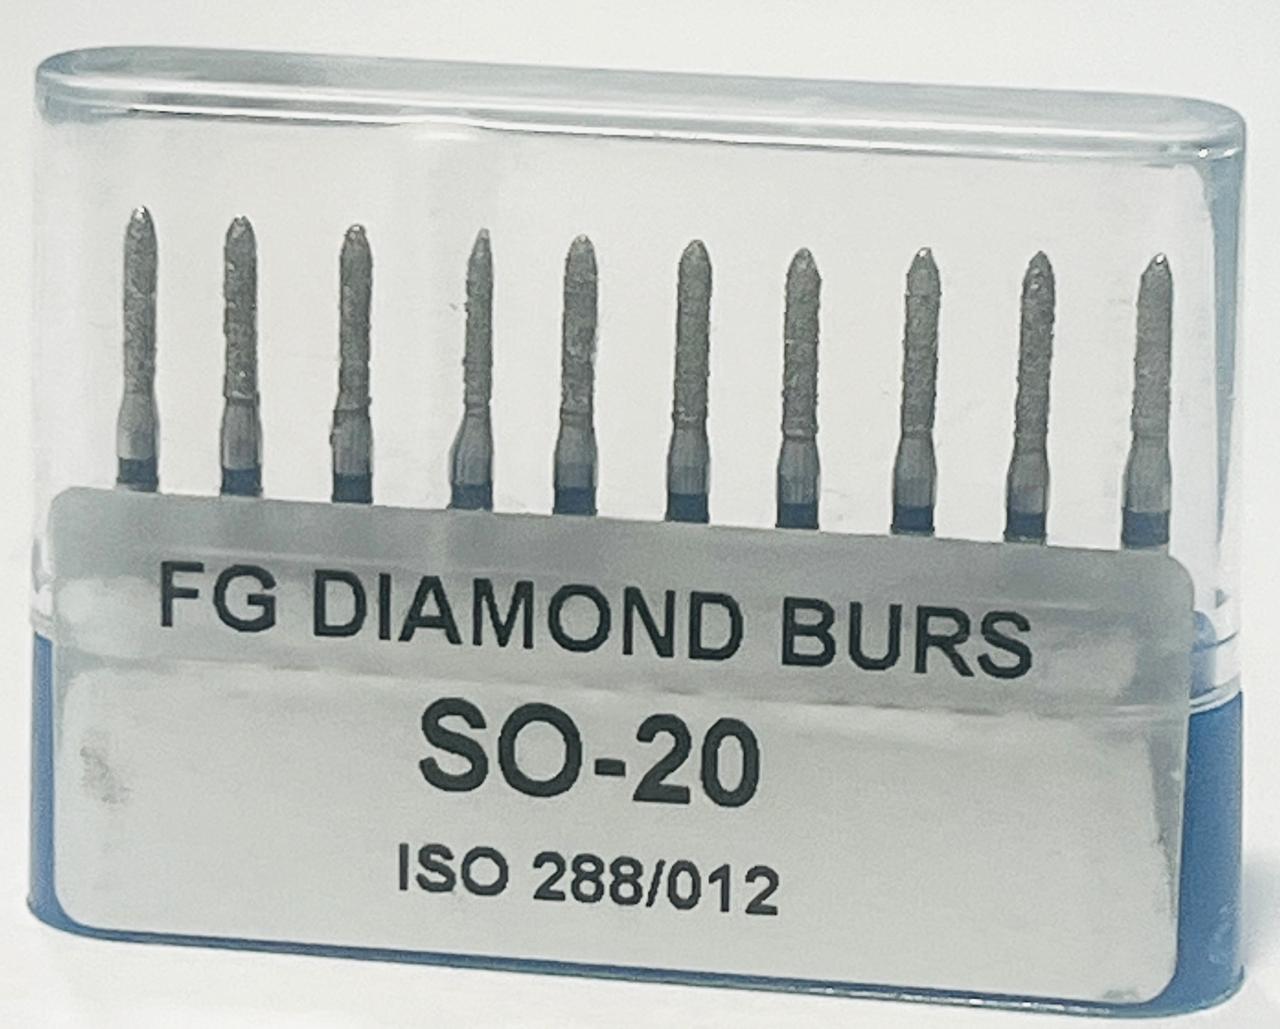 FG DIAMOND BURS
SO-20
ISO 288/012